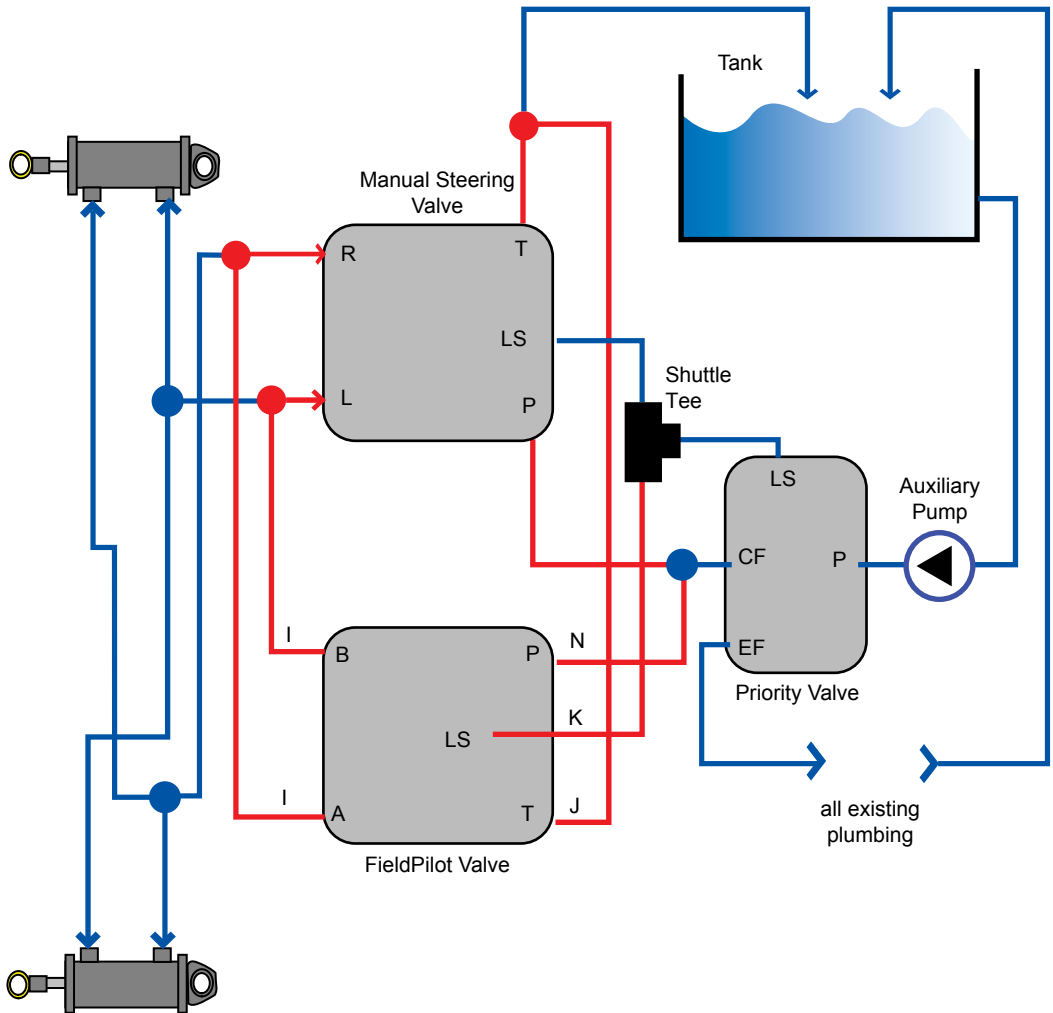 Tank
Manual Steering
Valve
R
T
LS
L
P
Shuttle
Tee
LS
Auxiliary
Pump
CF
P
EF
Priority Valve
I
B
P
N
LS
K
I
A
T
J
FieldPilot Valve
all existing
plumbing